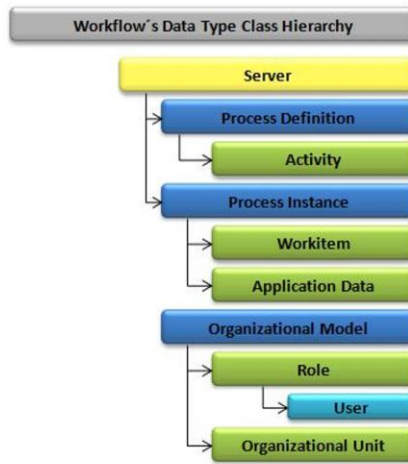 Workflow´s Data Type Class Hierarchy
Server
Process Definition
Activity
Process Instance
Workitem
Application Data
Organizational Model
Role
User
Organizational Unit